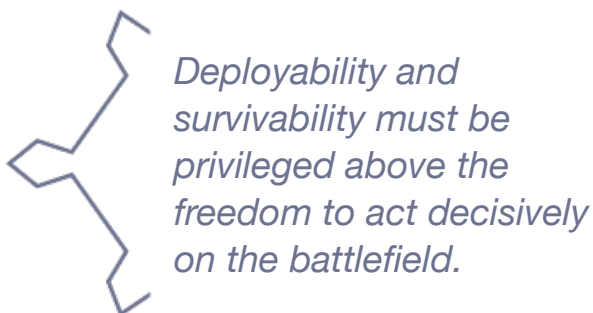 Deployability and
survivability must be
privileged above the
freedom to act decisively
on the battlefield.